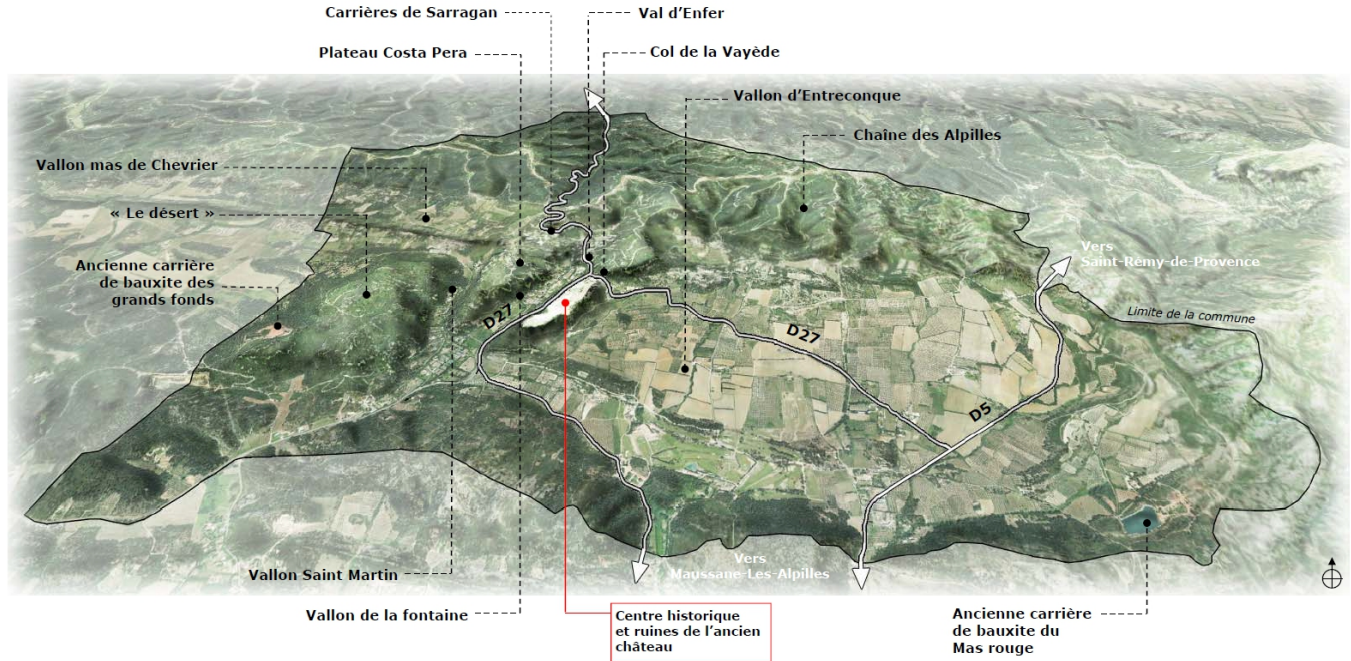 Carrières de Sarragan
Val d’Enfer
Plateau Costa Pera
Col de la Vayède
Vallon d’Entreconque
Chaîne des Alpilles
Vallon mas de Chevrier
« Le désert »
Ancienne carrière
de bauxite des
grands fonds
Vers
Saint-Rémy-de-Provence
Limite de la commune
D27
D27
D5
Vers
Maussane-Les-Alpilles
Vallon Saint Martin
Vallon de la fontaine
Centre historique
et ruines de l’ancien
château
Ancienne carrière
de bauxite du
Mas rouge